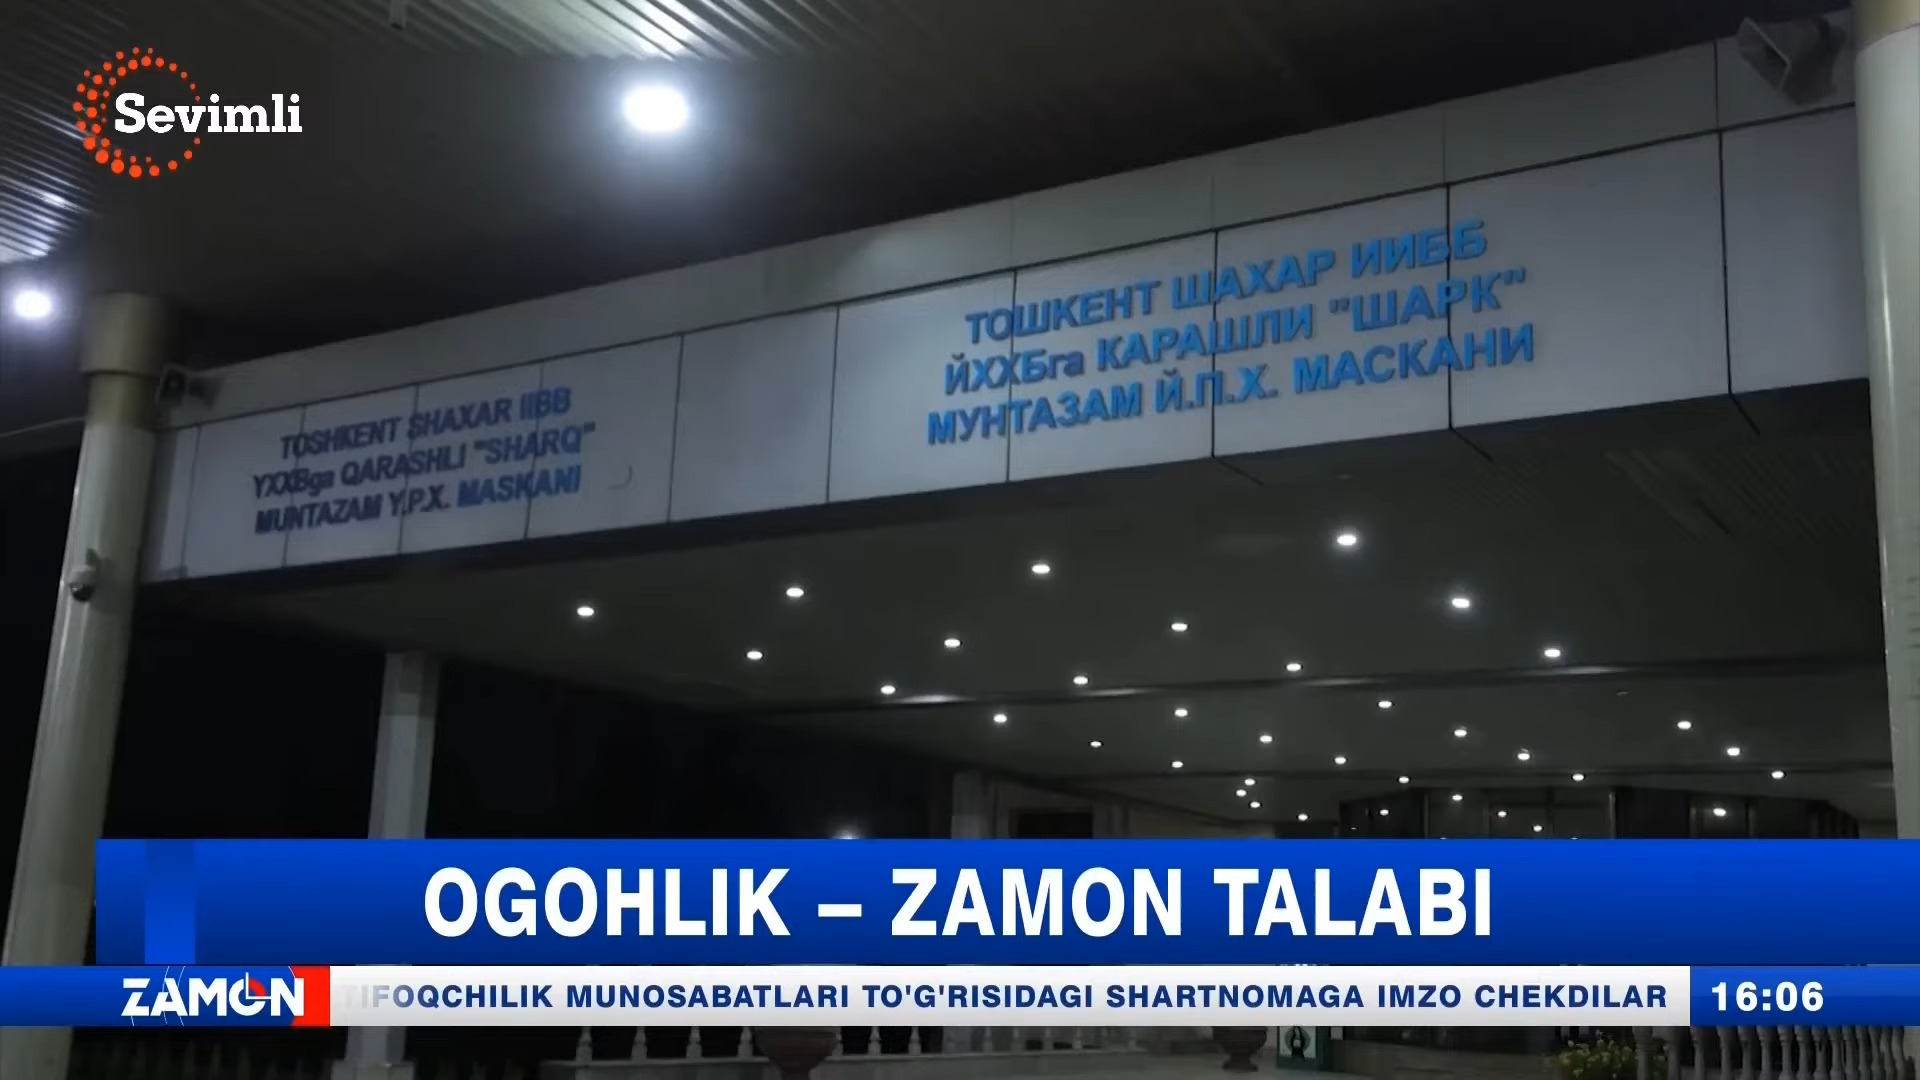 Sevimli
TOSHKENT SHAXAR IIBB
YXXBga QARASHLI "SHARQ"
MUNTAZAM Y.P.X. MASKANI
ТОШКЕНТ ШАХАР ИИББ
ЙХХБга КАРАШЛИ "ШАРК"
МУНТАЗАМ Й.П.Х. МАСКАНИ
OGOHLIK – ZAMON TALABI
ZAMON
TIFOQCHILIK MUNOSABATLARI TO'G'RISIDAGI SHARTNOMAGA IMZO CHEKDILAR
16:06